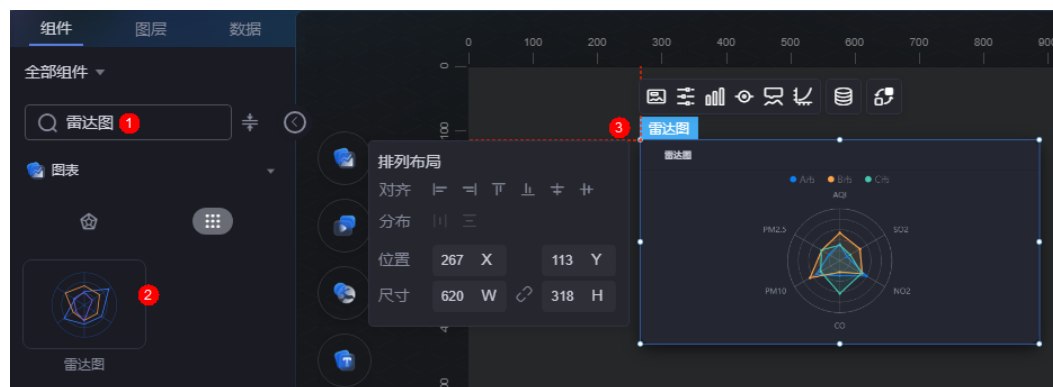 组件 图层 数据
全部组件
雷达图 1
图表
2
雷达图
0 100 200 300 400 500 600 700 800 900
0
100
3
雷达图
排列布局
对齐
分布
位置 267 X 113 Y
尺寸 620 W 318 H
雷达图
A市 B市 C市
AQI
PM2.5 SO2
PM10 NO2
CO